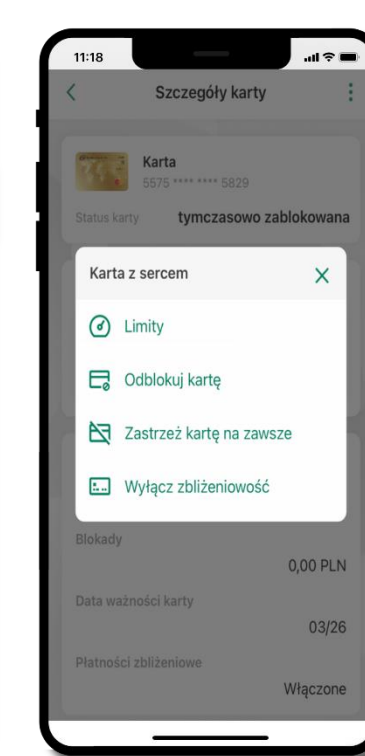 11:18
Szczegóły karty
Karta
5575 **** **** 5829
Status karty tymczasowo zablokowana
Karta z sercem
Limity
Odblokuj kartę
Zastrzeż kartę na zawsze
Wyłącz zbliżeniowość
Blokady
0,00 PLN
Data ważności karty
03/26
Płatności zbliżeniowe
Włączone